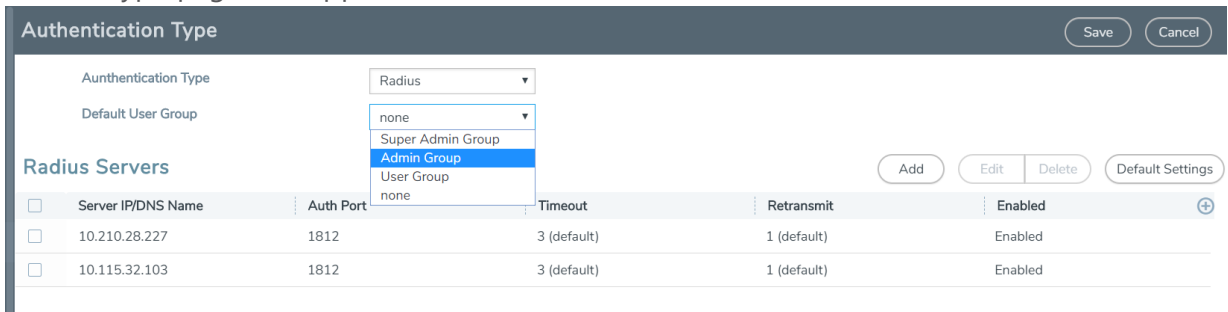 Authentication Type Save Cancel
Aunthentication Type Radius
Default User Group none
Super Admin Group
Admin Group
User Group
none
Radius Servers Add Edit Delete Default Settings
Server IP/DNS Name Auth Port Timeout Retransmit Enabled
10.210.28.227 1812 3 (default) 1 (default) Enabled
10.115.32.103 1812 3 (default) 1 (default) Enabled